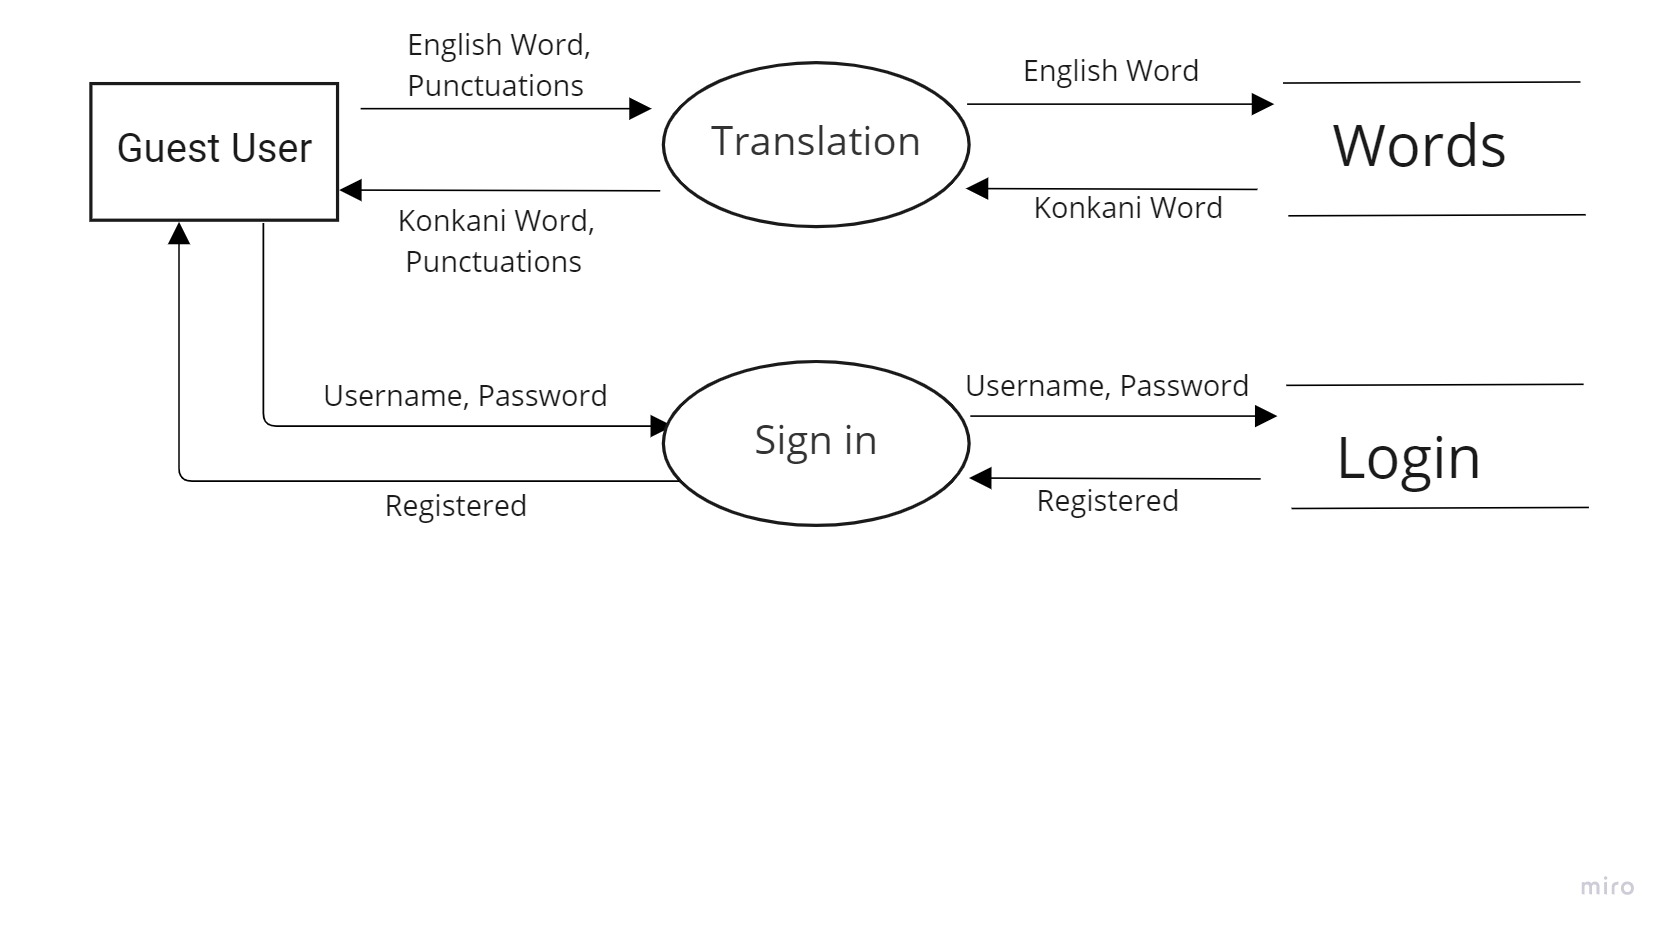 English Word,
Punctuations
English Word
Guest User
Translation
Words
Konkani Word,
Punctuations
Konkani Word
Username, Password
Username, Password
Sign in
Login
Registered
Registered
miro